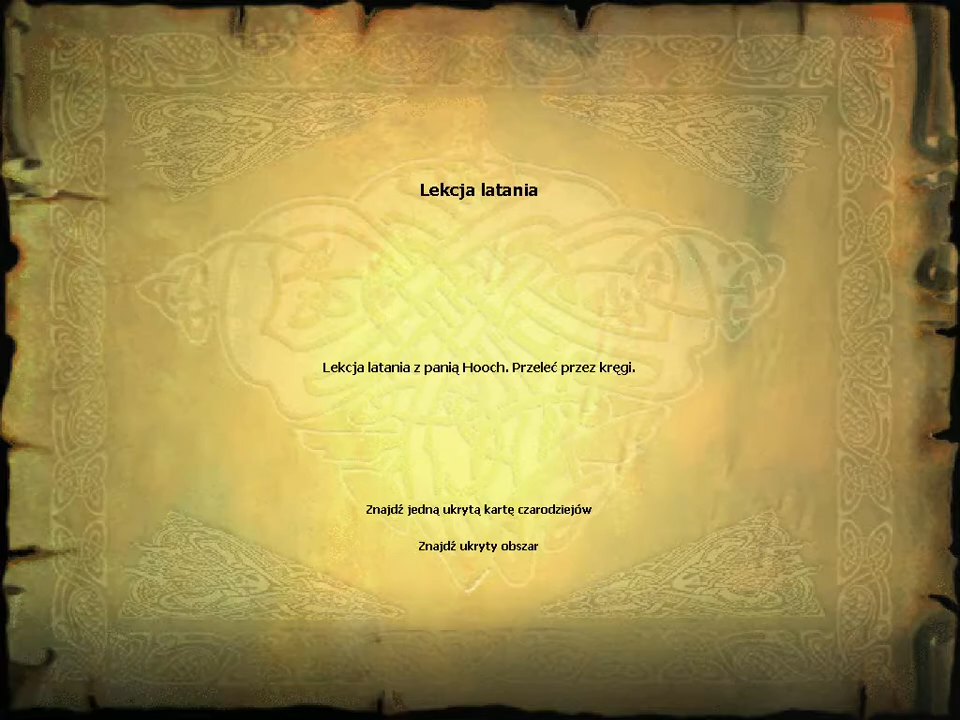 Lekcja latania
Lekcja latania z panią Hooch. Przeleć przez kręgi.
Znajdź jedną ukrytą kartę czarodziejów
Znajdź ukryty obszar